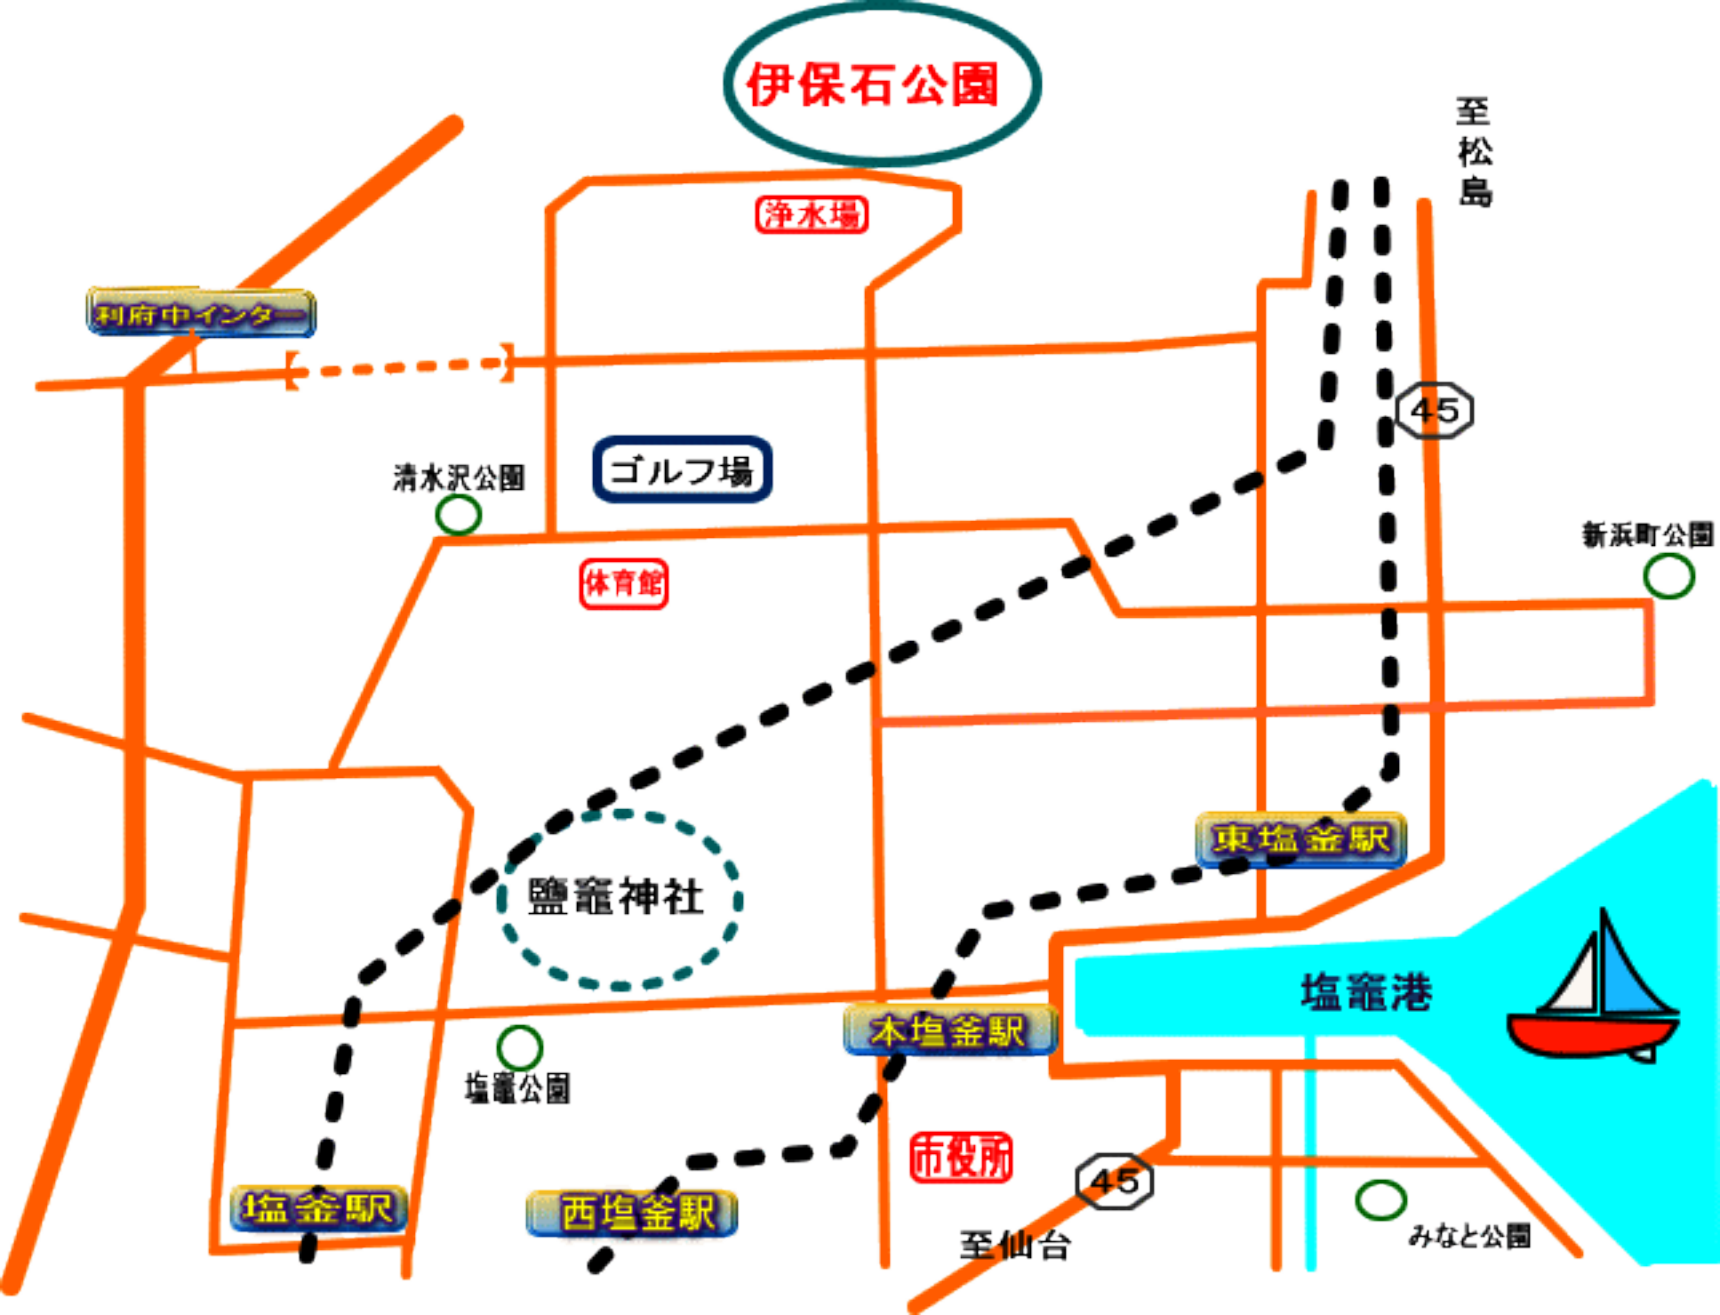 伊保石公園
至松島
浄水場
利府中インター
45
清水沢公園
ゴルフ場
新浜町公園
体育館
東塩釜駅
鹽竈神社
塩竈港
本塩釜駅
塩竈公園
市役所
45
塩釜駅
西塩釜駅
至仙台
みなと公園